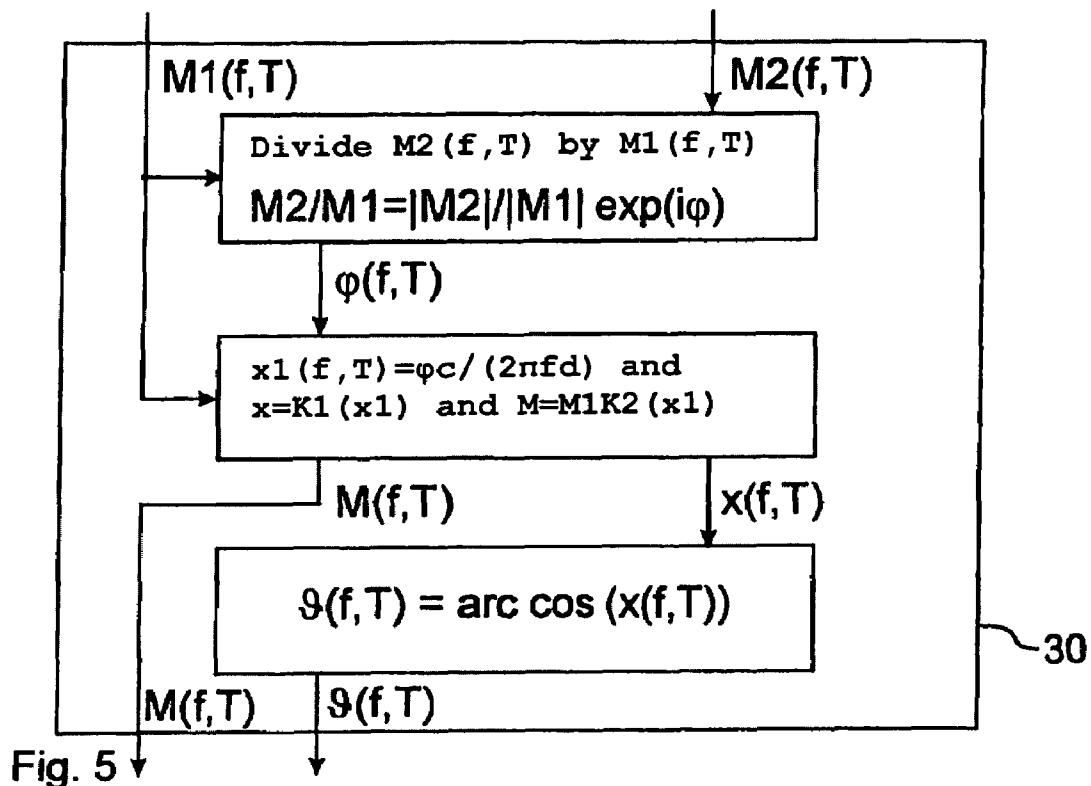 M1(f,T)
M2(f,T)
Divide M2(f,T) by M1(f,T)
M2/M1=|M2|/|M1| exp(iφ)
φ(f,T)
x1(f,T)=φc/(2πfd) and
x=K1(x1) and M=M1K2(x1)
M(f,T)
x(f,T)
ϑ(f,T) = arc cos (x(f,T))
30
M(f,T)
ϑ(f,T)
Fig. 5